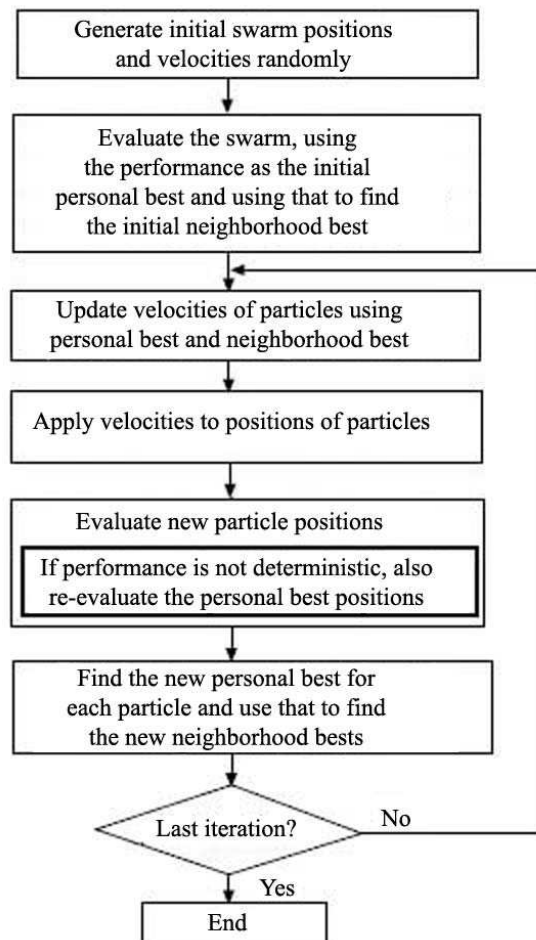 Generate initial swarm positions
and velocities randomly
Evaluate the swarm, using
the performance as the initial
personal best and using that to find
the initial neighborhood best
Update velocities of particles using
personal best and neighborhood best
Apply velocities to positions of particles
Evaluate new particle positions
If performance is not deterministic, also
re-evaluate the personal best positions
Find the new personal best for
each particle and use that to find
the new neighborhood bests
Last iteration?
No
Yes
End